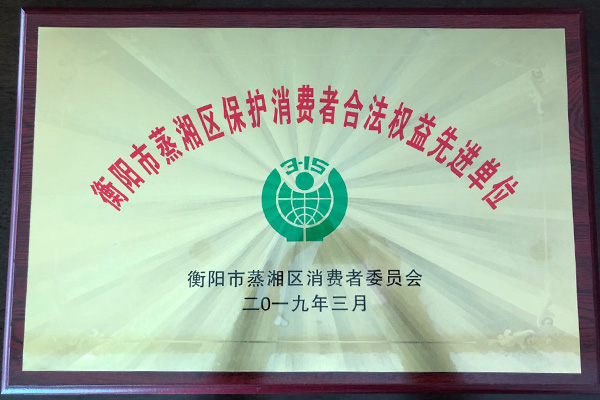 衡阳市蒸湘区保护消费者合法权益先进单位
3·15
衡阳市蒸湘区消费者委员会
二0一九年三月